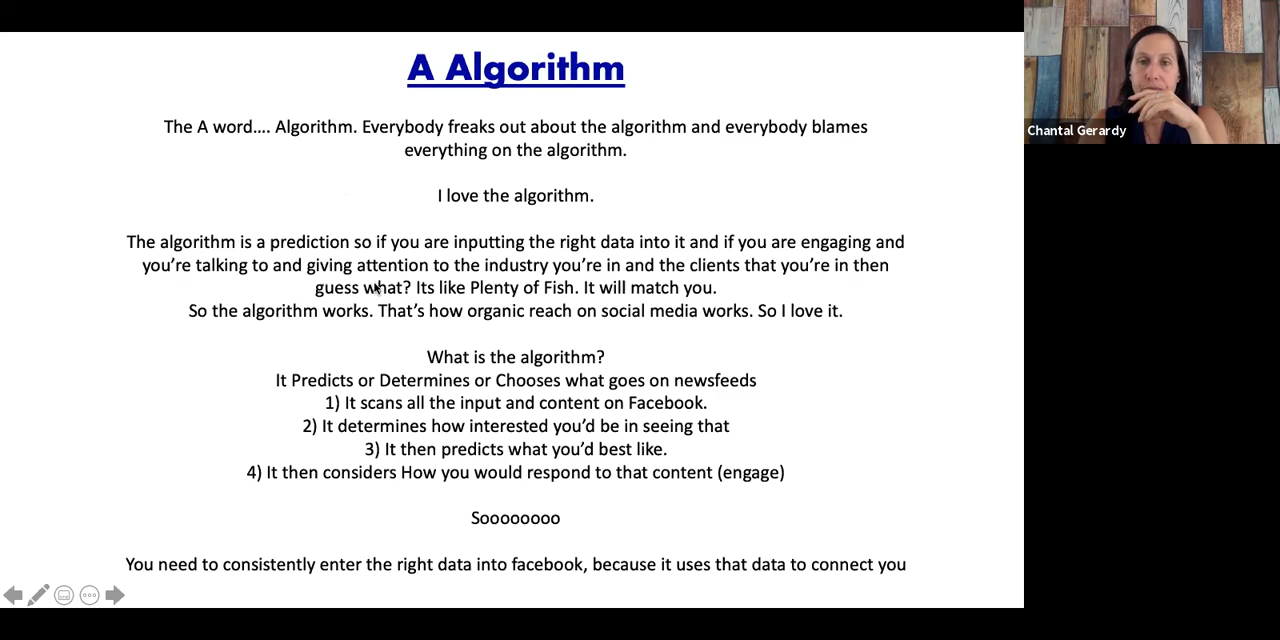 A Algorithm
The A word.... Algorithm. Everybody freaks out about the algorithm and everybody blames
everything on the algorithm.
I love the algorithm.
The algorithm is a prediction so if you are inputting the right data into it and if you are engaging and
you're talking to and giving attention to the industry you're in and the clients that you're in then
guess what? Its like Plenty of Fish. It will match you.
So the algorithm works. That's how organic reach on social media works. So I love it.
What is the algorithm?
It Predicts or Determines or Chooses what goes on newsfeeds
1) It scans all the input and content on Facebook.
2) It determines how interested you'd be in seeing that
3) It then predicts what you'd best like.
4) It then considers How you would respond to that content (engage)
Soooooooo
You need to consistently enter the right data into facebook, because it uses that data to connect you
Chantal Gerardy